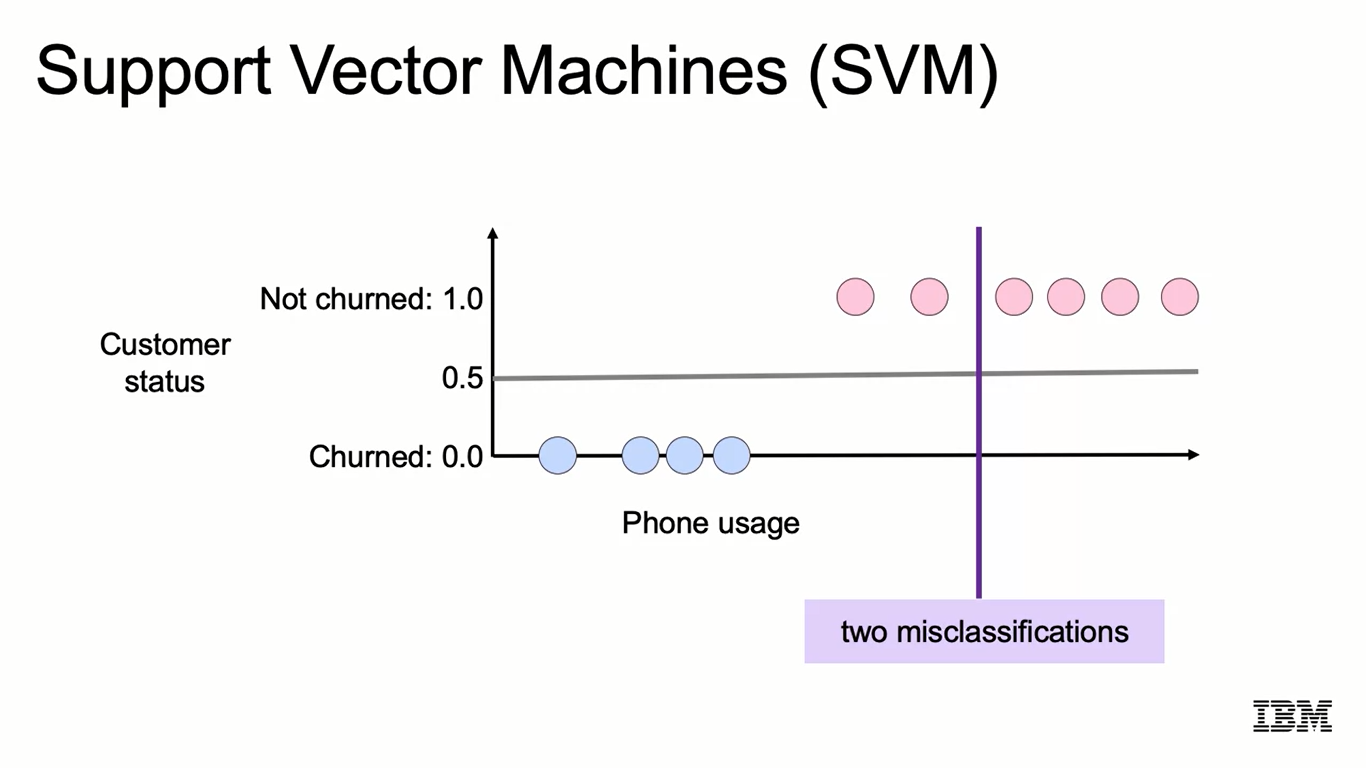 Support Vector Machines (SVM)
Not churned: 1.0
Customer
status
0.5
Churned: 0.0
Phone usage
two misclassifications
IBM